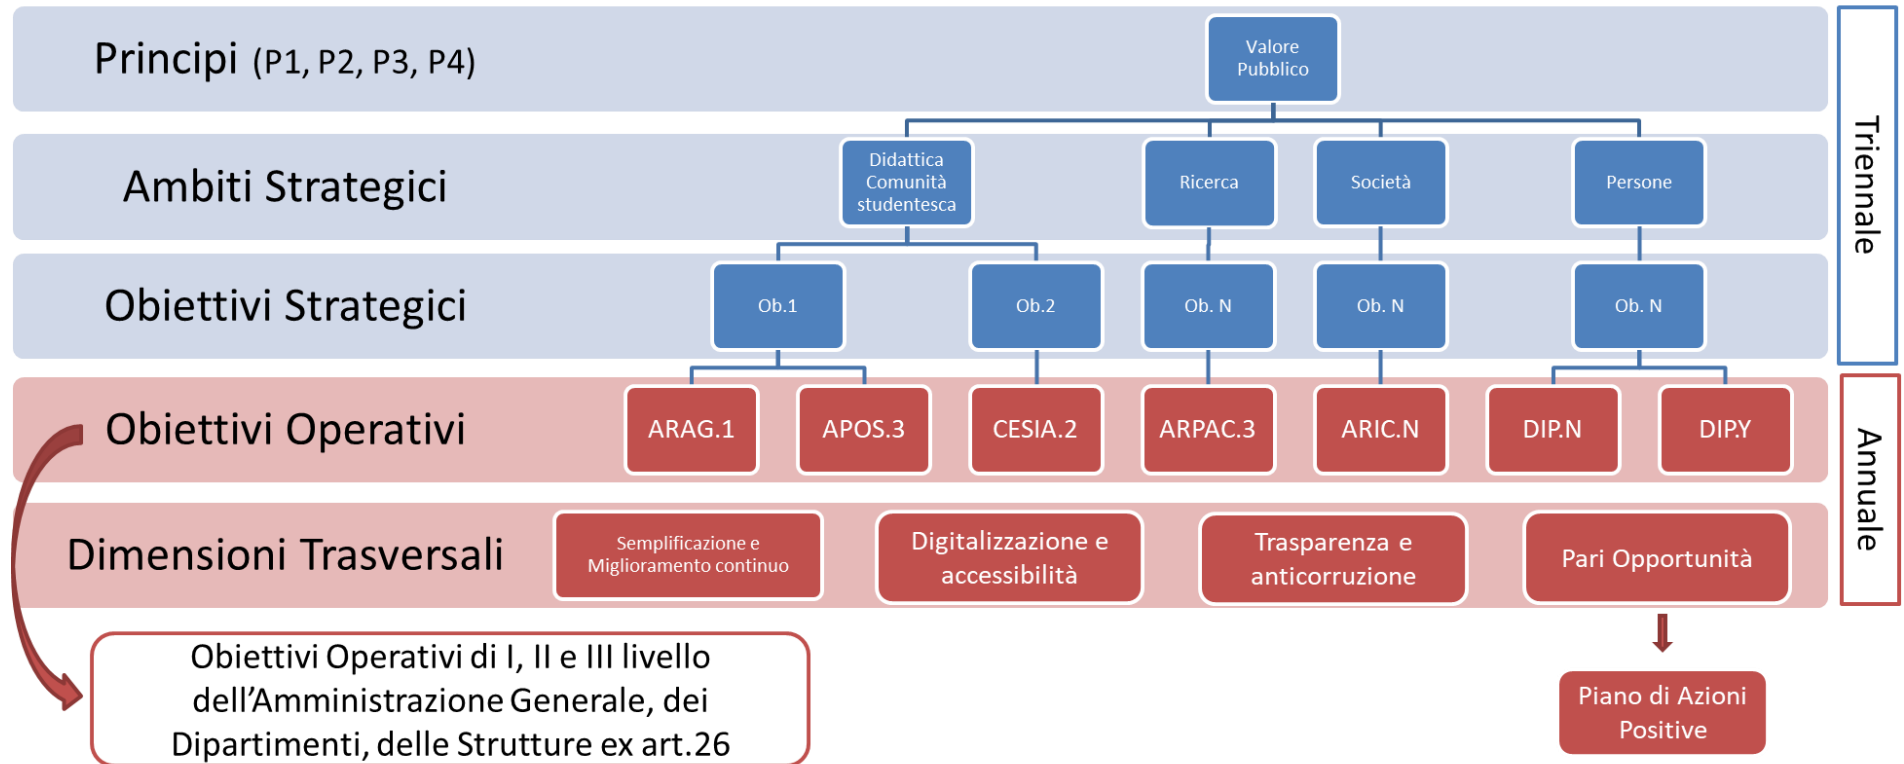 Principi (P1, P2, P3, P4)
Valore
Pubblico
Triennale
Ambiti Strategici
Didattica
Comunità
studentesca
Ricerca
Società
Persone
Obiettivi Strategici
Ob.1
Ob.2
Ob. N
Ob. N
Ob. N
Obiettivi Operativi
ARAG.1
APOS.3
CESIA.2
ARPAC.3
ARIC.N
DIP.N
DIP.Y
Annuale
Dimensioni Trasversali
Semplificazione e
Miglioramento continuo
Digitalizzazione e
accessibilità
Trasparenza e
anticorruzione
Pari Opportunità
Obiettivi Operativi di I, II e III livello
dell’Amministrazione Generale, dei
Dipartimenti, delle Strutture ex art.26
Piano di Azioni
Positive